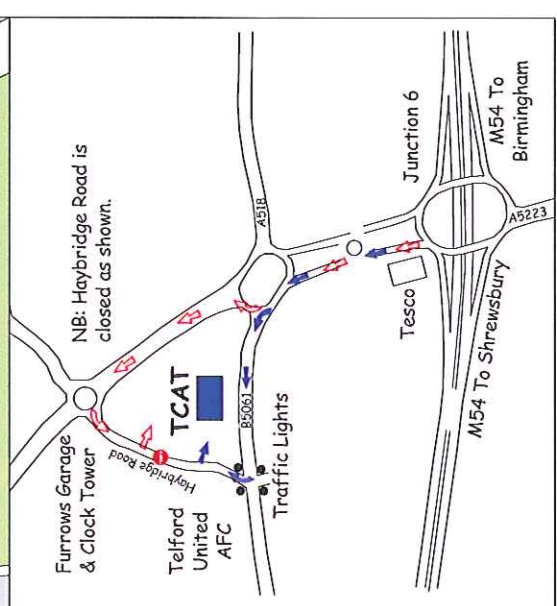 M54 To
Birmingham
Junction 6
A5223
M54 To Shrewsbury
Tesco
A518
NB: Haybridge Road is
closed as shown.
TCAT
B5061
Traffic Lights
Haybridge Road
Furrows Garage
& Clock Tower
Telford
United
AFC